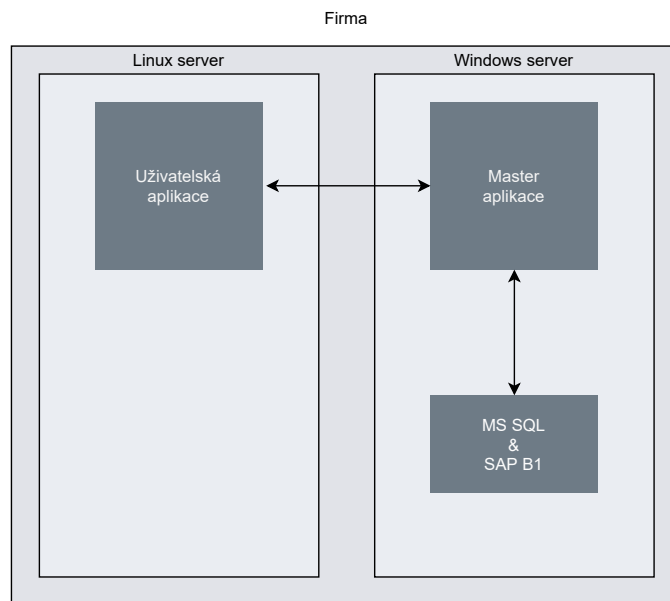 Firma
Linux server
Windows server
Uživatelská
aplikace
Master
aplikace
MS SQL
&
SAP B1